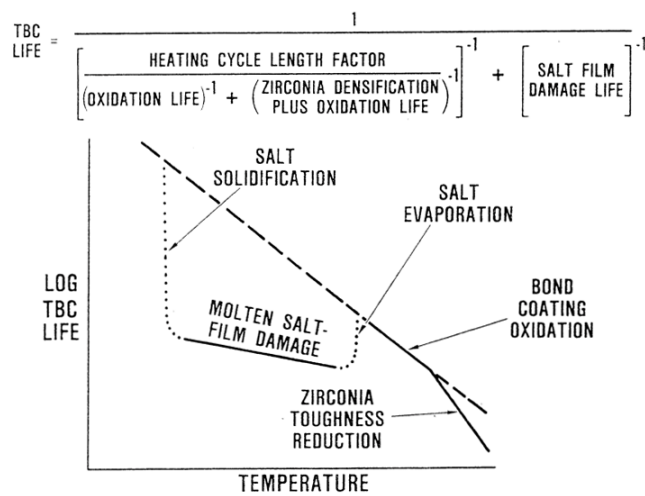 1
TBC
LIFE =
[ HEATING CYCLE LENGTH FACTOR ]⁻¹ + [ SALT FILM DAMAGE LIFE ]⁻¹
(OXIDATION LIFE)⁻¹ + (ZIRCONIA DENSIFICATION PLUS OXIDATION LIFE)⁻¹
SALT
SOLIDIFICATION
SALT
EVAPORATION
LOG
TBC
LIFE
MOLTEN SALT-
FILM DAMAGE
BOND
COATING
OXIDATION
ZIRCONIA
TOUGHNESS
REDUCTION
TEMPERATURE